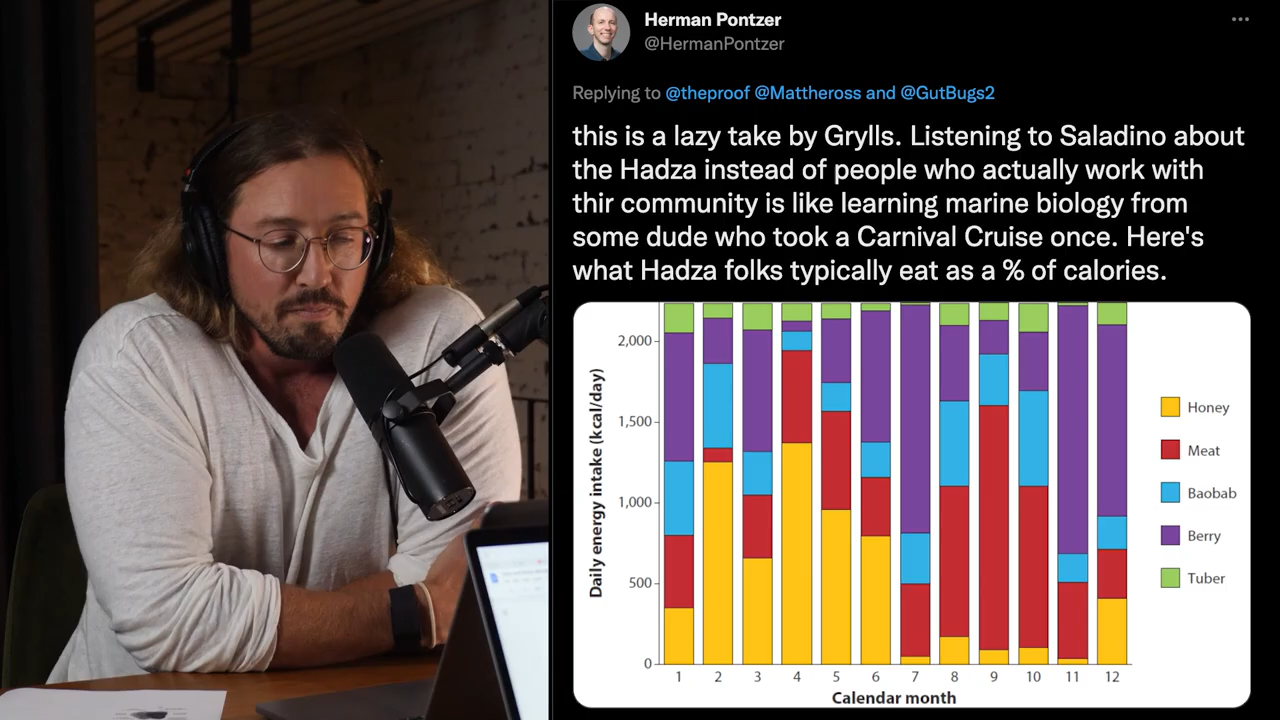 Herman Pontzer
@HermanPontzer
Replying to @theproof @Mattheross and @GutBugs2
this is a lazy take by Grylls. Listening to Saladino about
the Hadza instead of people who actually work with
thir community is like learning marine biology from
some dude who took a Carnival Cruise once. Here's
what Hadza folks typically eat as a % of calories.
Daily energy intake (kcal/day)
2,000
1,500
1,000
500
0
1 2 3 4 5 6 7 8 9 10 11 12
Calendar month
Honey
Meat
Baobab
Berry
Tuber